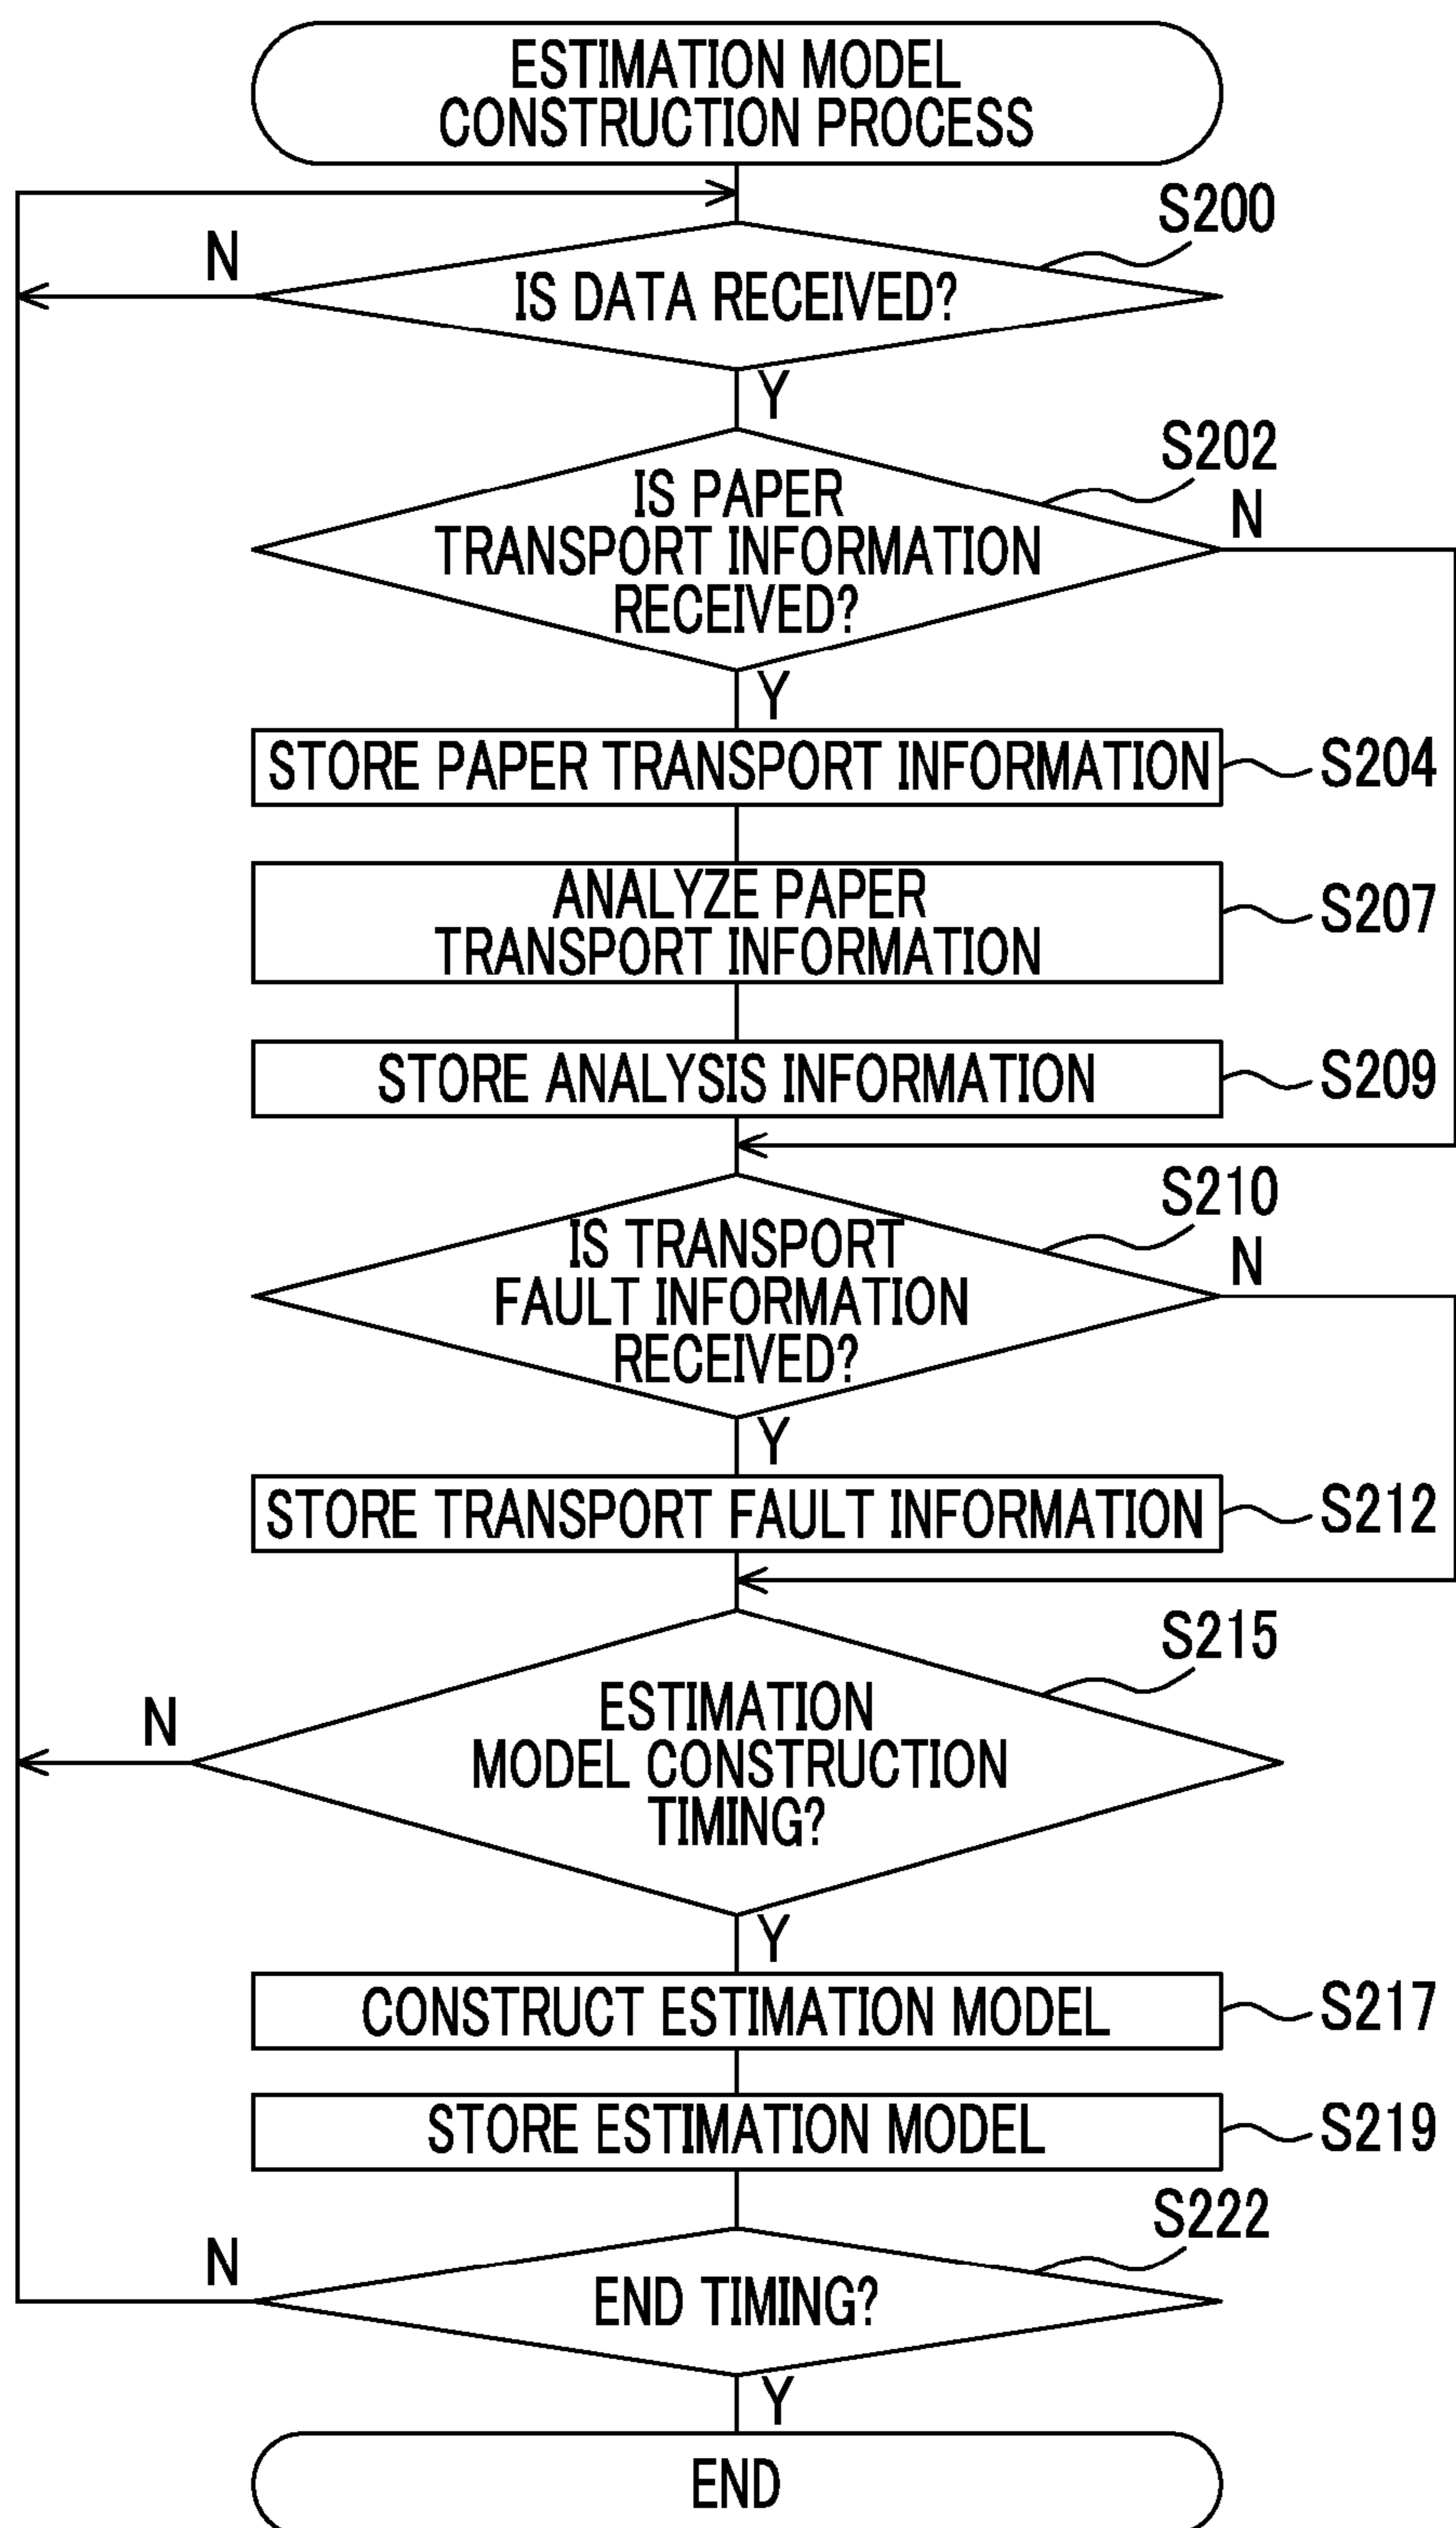 ESTIMATION MODEL
CONSTRUCTION PROCESS
S200
N
IS DATA RECEIVED?
Y
S202
IS PAPER
N
TRANSPORT INFORMATION
RECEIVED?
Y
STORE PAPER TRANSPORT INFORMATION
S204
ANALYZE PAPER
TRANSPORT INFORMATION
S207
STORE ANALYSIS INFORMATION
S209
S210
IS TRANSPORT
N
FAULT INFORMATION
RECEIVED?
Y
STORE TRANSPORT FAULT INFORMATION
S212
S215
ESTIMATION
N
MODEL CONSTRUCTION
TIMING?
Y
CONSTRUCT ESTIMATION MODEL
S217
STORE ESTIMATION MODEL
S219
S222
N
END TIMING?
Y
END